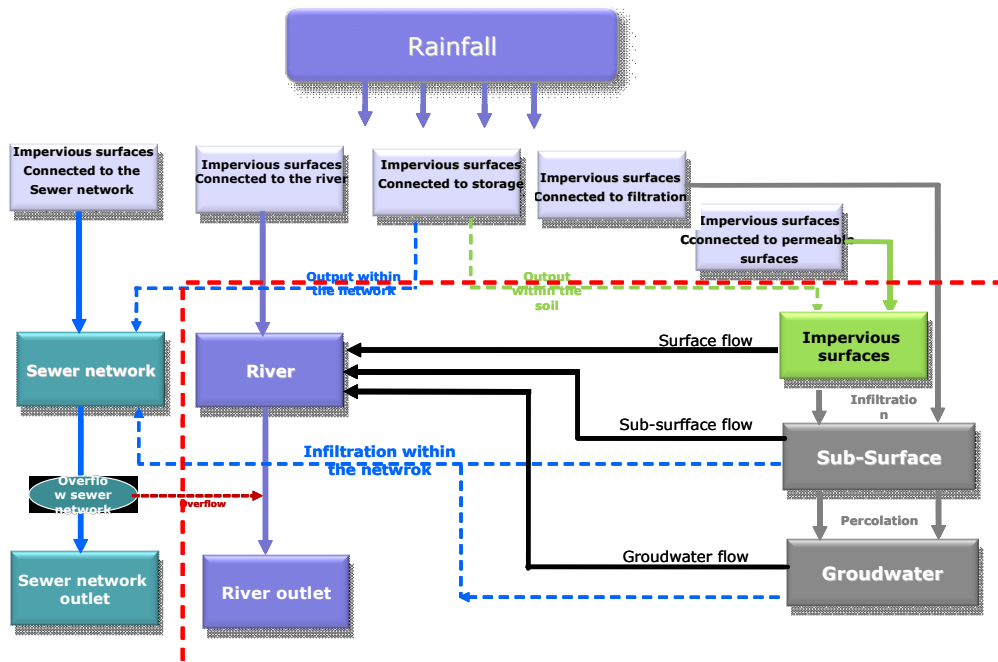 Rainfall
Impervious surfaces
Connected to the
Sewer network
Impervious surfaces
Connected to the river
Impervious surfaces
Connected to storage
Impervious surfaces
Connected to filtration
Impervious surfaces
Cconnected to permeable
surfaces
Output within
the network
Output
within the
soil
Sewer network
River
Surface flow
Impervious
surfaces
Infiltratio
n
Sub-surfface flow
Infiltration within
the netwrok
Sub-Surface
Overflo
w sewer
network
Overflow
Percolation
Groudwater flow
Sewer network
outlet
River outlet
Groudwater